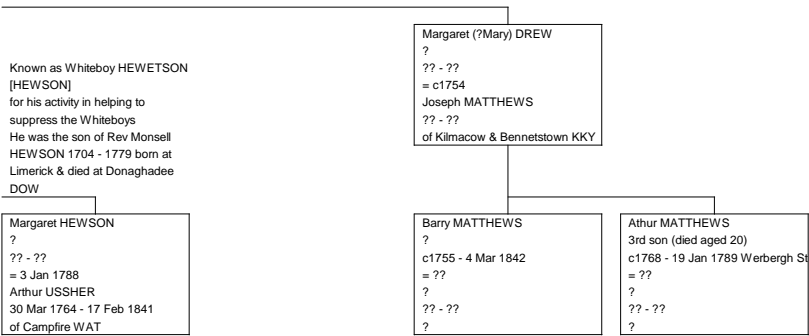 Margaret (?Mary) DREW
?
?? - ??
= c1754
Joseph MATTHEWS
?? - ??
of Kilmacow & Bennetstown KKY
Known as Whiteboy HEWETSON
[HEWSON]
for his activity in helping to
suppress the Whiteboys
He was the son of Rev Monsell
HEWSON 1704 - 1779 born at
Limerick & died at Donaghadee
DOW
Margaret HEWSON
?
?? - ??
= 3 Jan 1788
Arthur USSHER
30 Mar 1764 - 17 Feb 1841
of Campfire WAT
Barry MATTHEWS
?
c1755 - 4 Mar 1842
= ??
?
?? - ??
?
Athur MATTHEWS
3rd son (died aged 20)
c1768 - 19 Jan 1789 Werbergh St
= ??
?
?? - ??
?